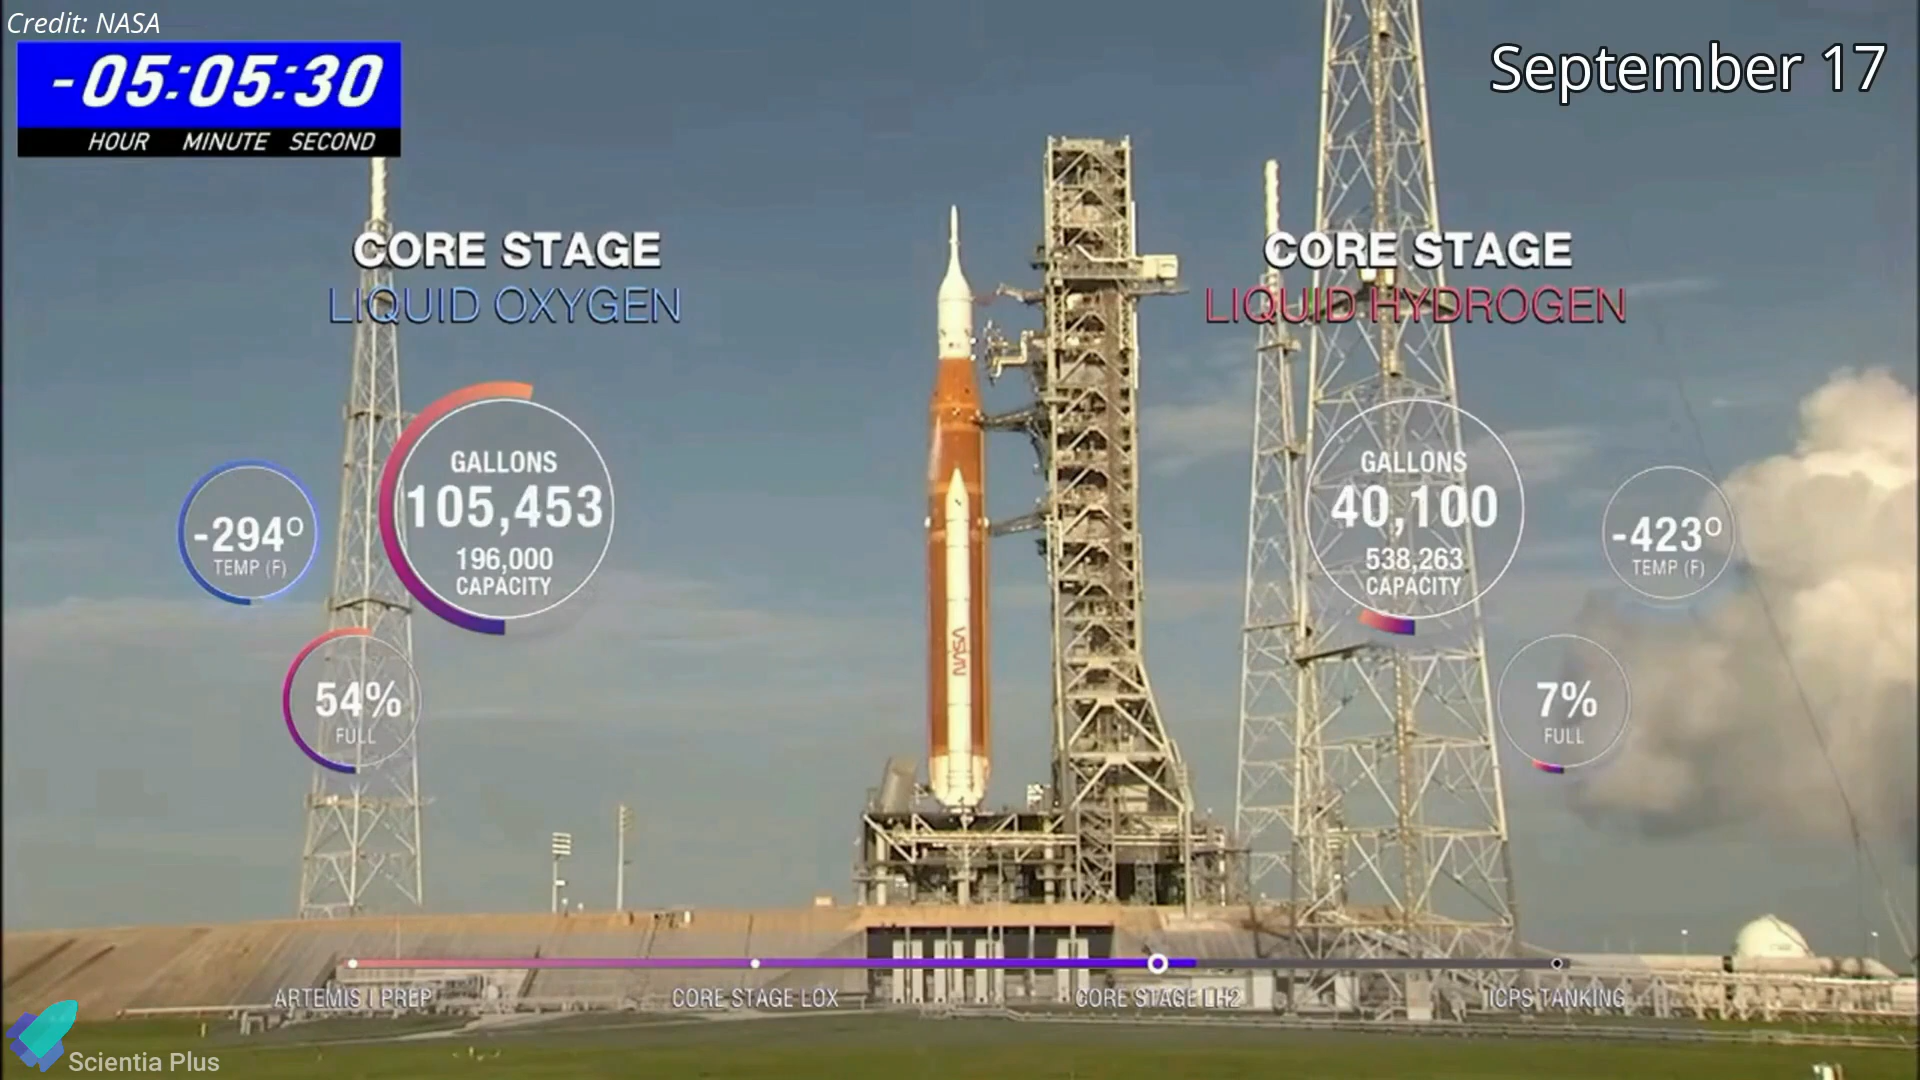 Credit: NASA
-05:05:30
HOUR MINUTE SECOND
September 17
CORE STAGE
LIQUID OXYGEN
GALLONS
105,453
196,000
CAPACITY
-294°
TEMP (F)
54%
FULL
CORE STAGE
LIQUID HYDROGEN
GALLONS
40,100
538,263
CAPACITY
-423°
TEMP (F)
7%
FULL
NASA
ARTEMIS I PREP
CORE STAGE LOX
CORE STAGE LH2
ICPS TANKING
Scientia Plus